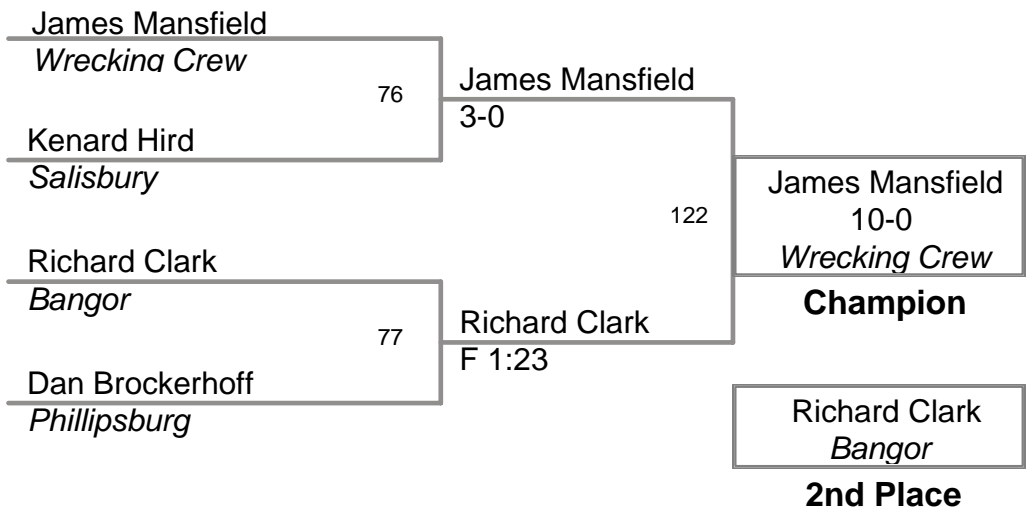 James Mansfield
Wrecking Crew
76
Kenard Hird
Salisbury
James Mansfield
3-0
Richard Clark
Bangor
77
Dan Brockerhoff
Phillipsburg
Richard Clark
F 1:23
122
James Mansfield
10-0
Wrecking Crew
Champion
Richard Clark
Bangor
2nd Place